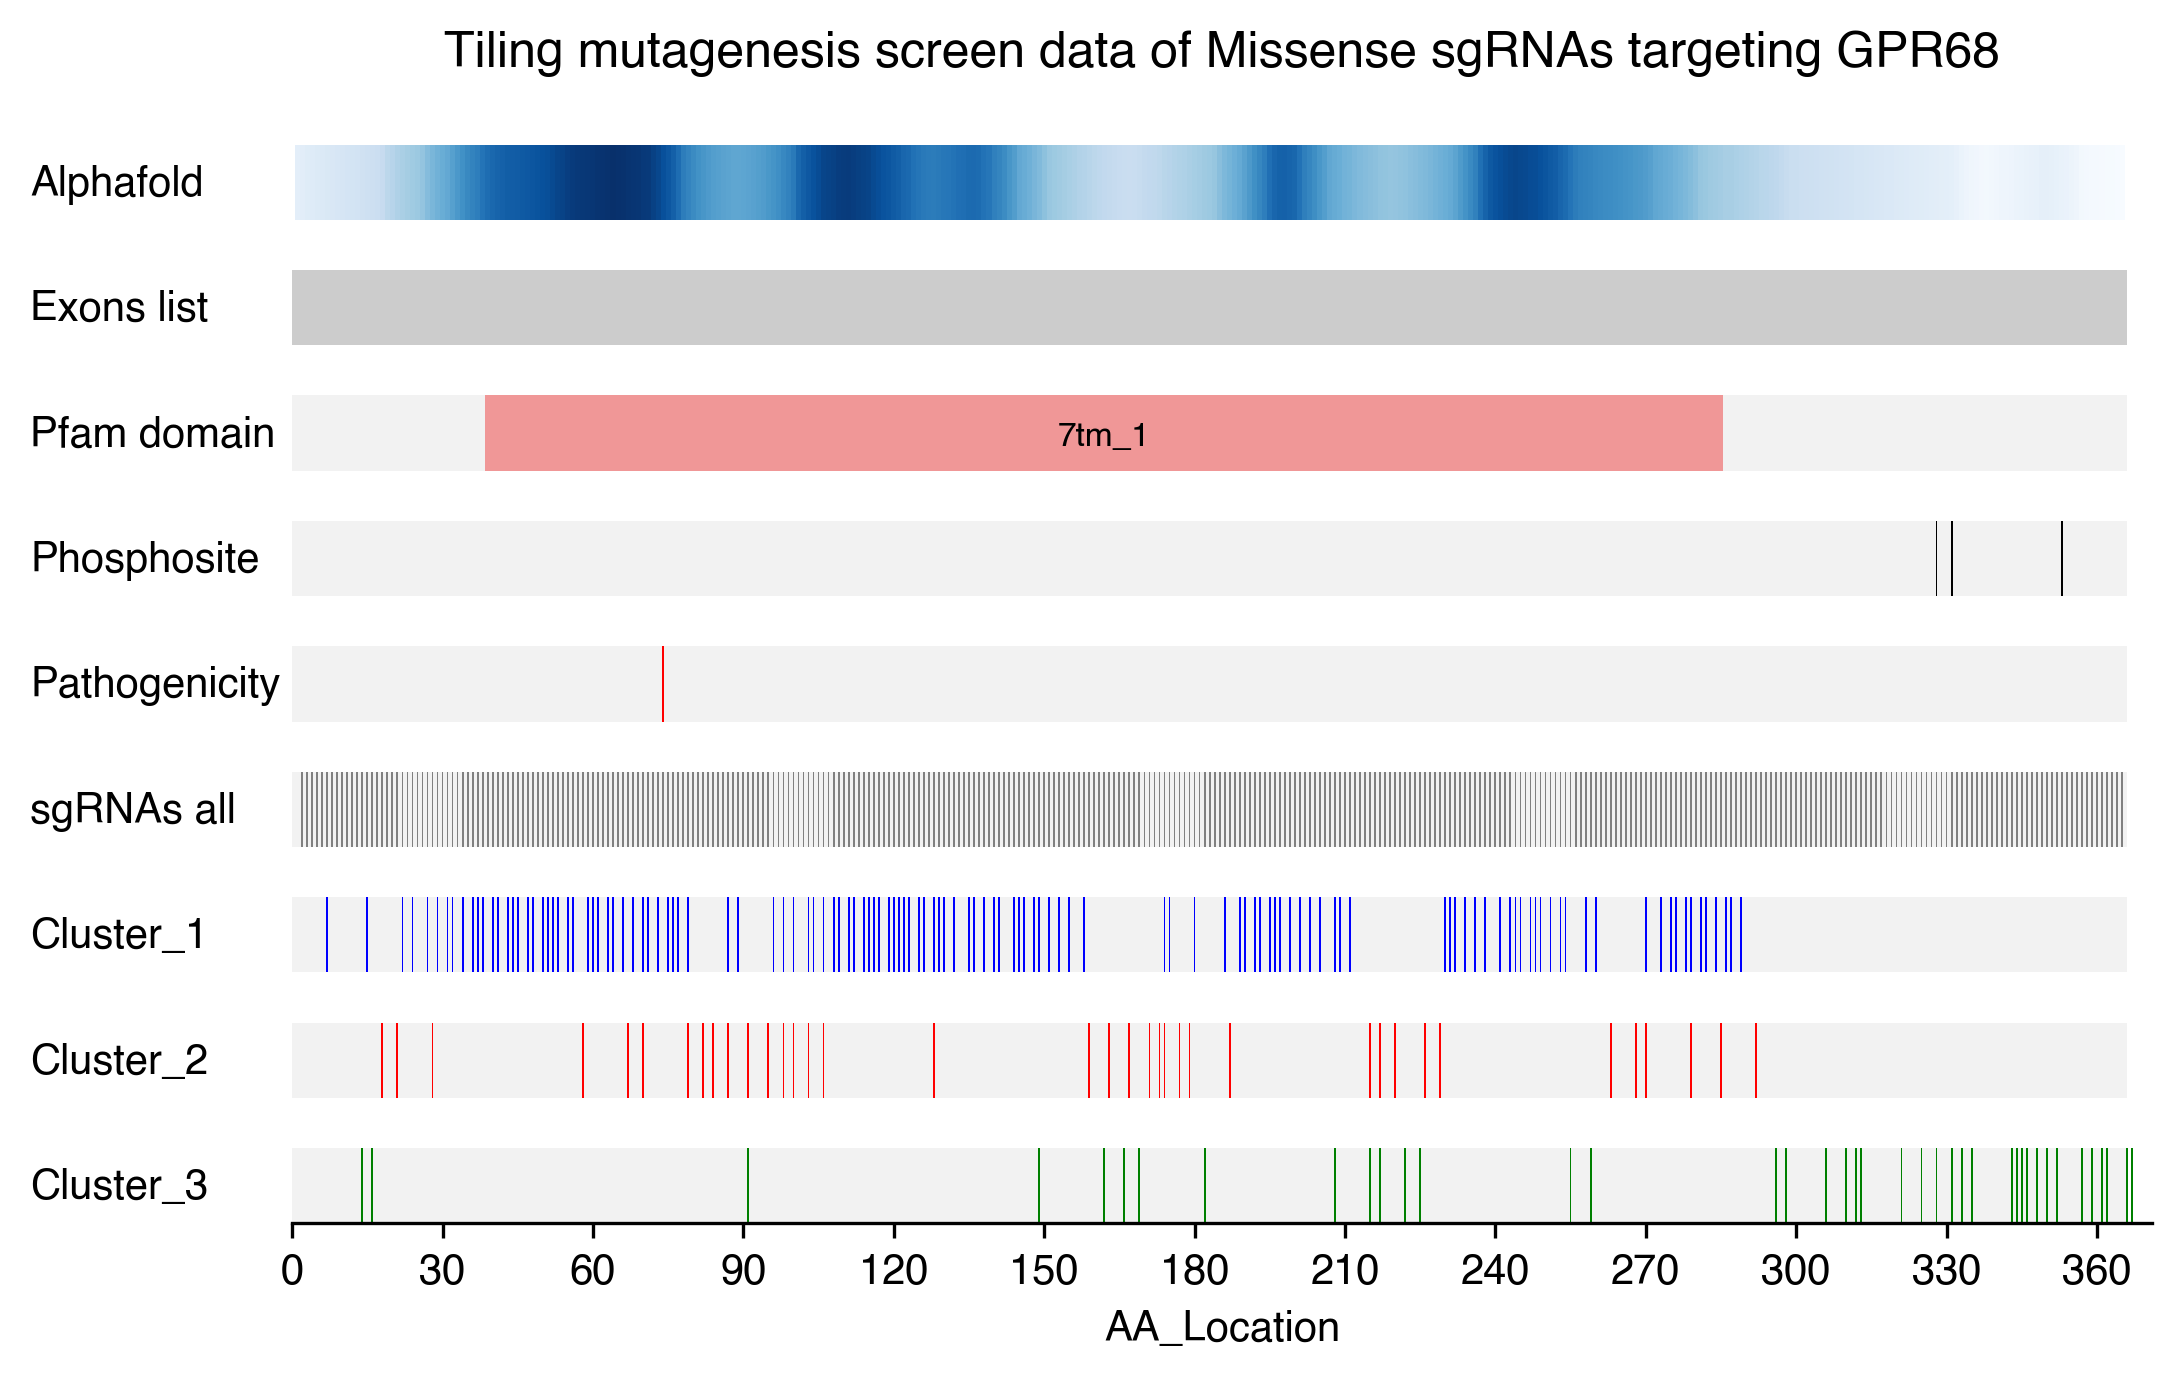 Tiling mutagenesis screen data of Missense sgRNAs targeting GPR68
Alphafold
Exons list
Pfam domain
7tm_1
Phosphosite
Pathogenicity
sgRNAs all
Cluster_1
Cluster_2
Cluster_3
0 30 60 90 120 150 180 210 240 270 300 330 360
AA_Location